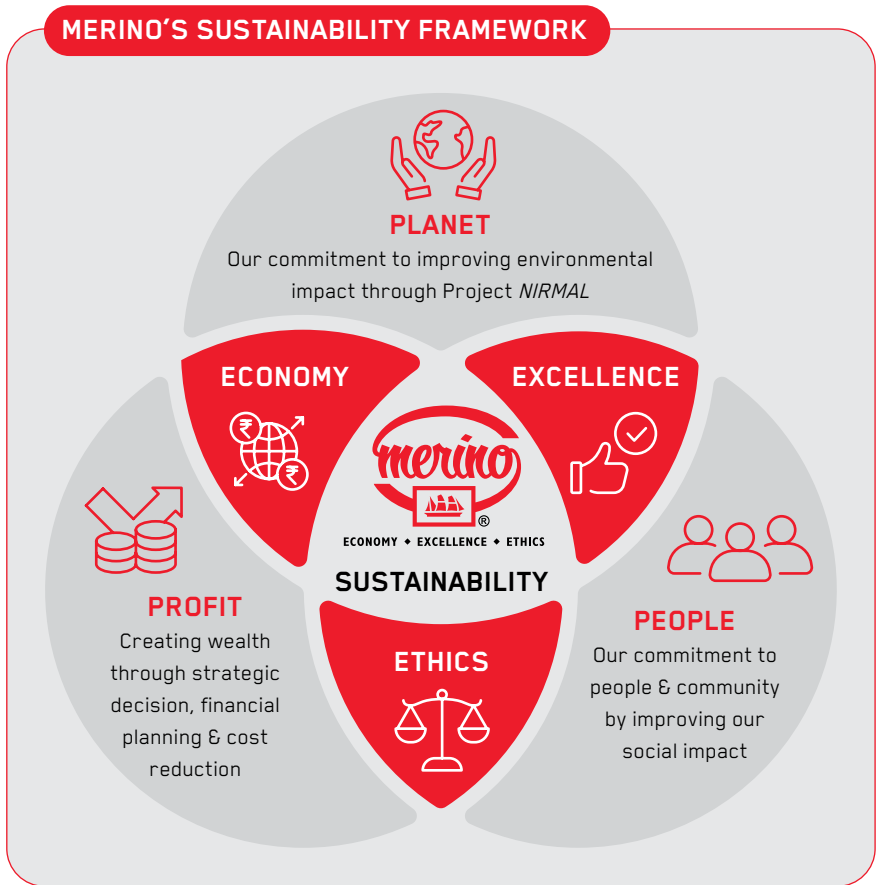 MERINO'S SUSTAINABILITY FRAMEWORK
PLANET
Our commitment to improving environmental
impact through Project NIRMAL
ECONOMY
₹
₹
EXCELLENCE
merino
®
ECONOMY ♦ EXCELLENCE ♦ ETHICS
SUSTAINABILITY
PROFIT
Creating wealth
through strategic
decision, financial
planning & cost
reduction
ETHICS
PEOPLE
Our commitment to
people & community
by improving our
social impact